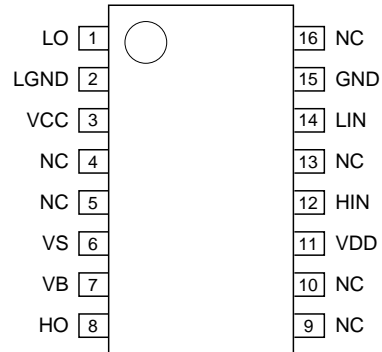 LO 1 16 NC
LGND 2 15 GND
VCC 3 14 LIN
NC 4 13 NC
NC 5 12 HIN
VS 6 11 VDD
VB 7 10 NC
HO 8 9 NC